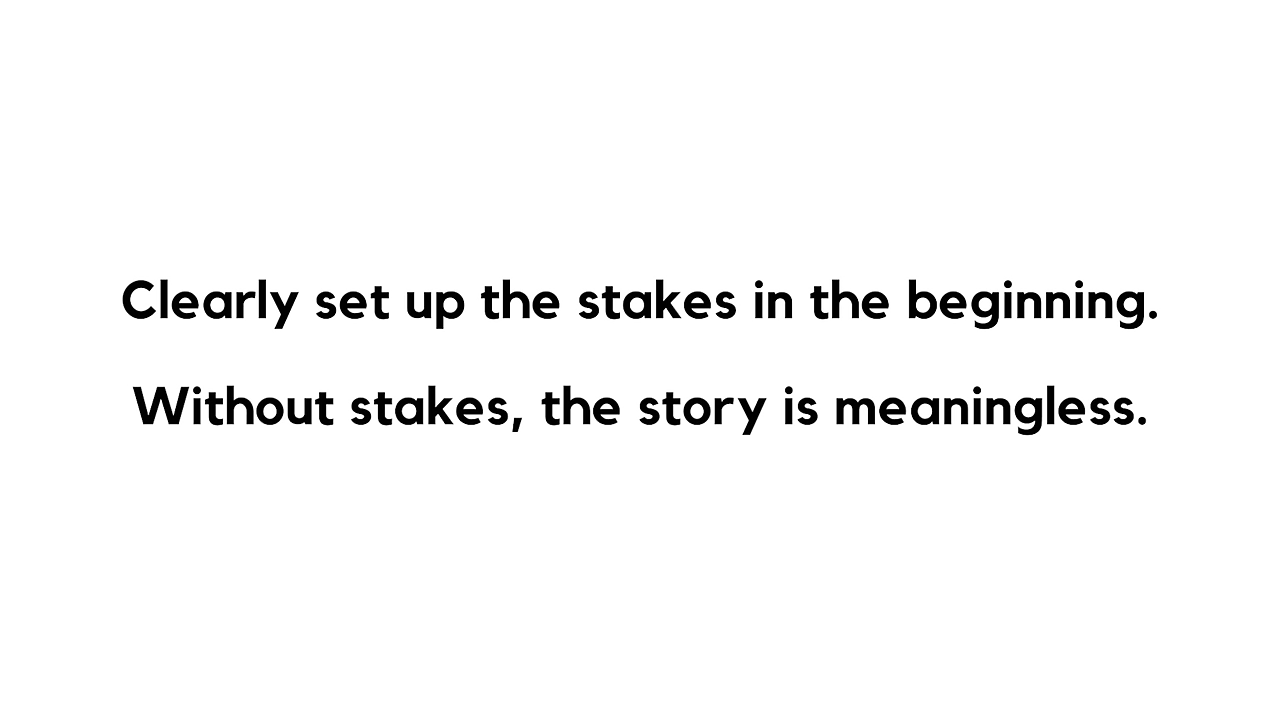 Clearly set up the stakes in the beginning.
Without stakes, the story is meaningless.